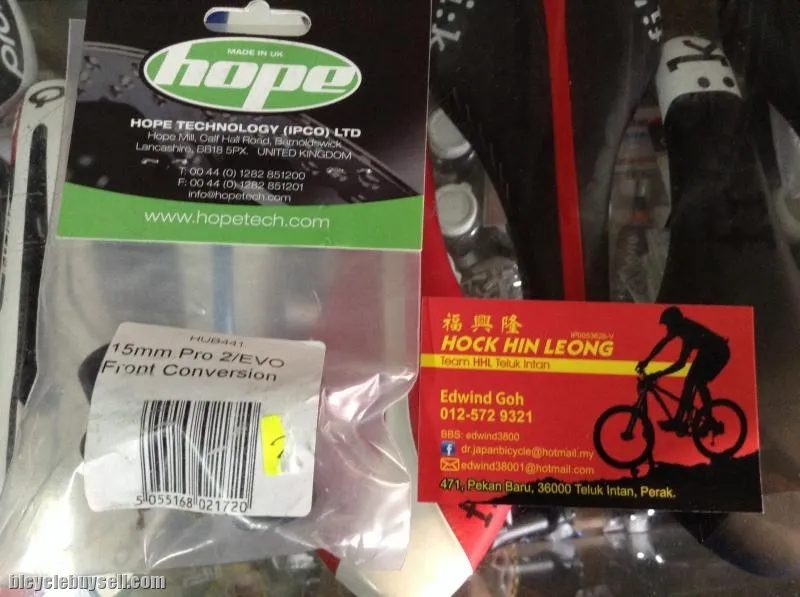 MADE IN UK
hope
HOPE TECHNOLOGY (IPCO) LTD
Hope Mill, Calf Hall Road, Barnoldswick
Lancashire, BB18 5PX. UNITED KINGDOM
T: 00 44 (0) 1282 851200
F: 00 44 (0) 1282 851201
info@hopetech.com
www.hopetech.com
HUB441
15mm Pro 2/EVO
Front Conversion
5 055168 021720
福興隆
HOCK HIN LEONG
Team HHL Teluk Intan
Edwind Goh
012-572 9321
BBS: edwind3800
dr.japanbicycle@hotmail.my
edwind38001@hotmail.com
471, Pekan Baru, 36000 Teluk Intan, Perak.
bicyclebuysell.com